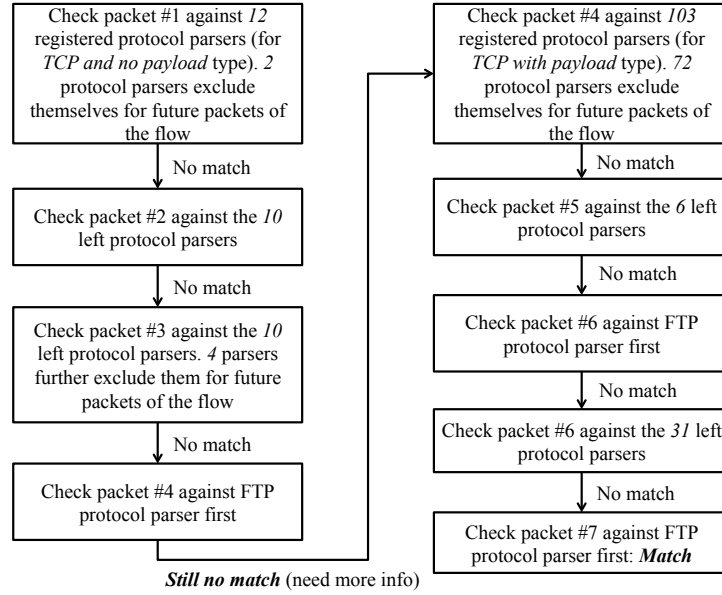 Check packet #1 against 12
registered protocol parsers (for
TCP and no payload type). 2
protocol parsers exclude
themselves for future packets of
the flow
No match
Check packet #2 against the 10
left protocol parsers
No match
Check packet #3 against the 10
left protocol parsers. 4 parsers
further exclude them for future
packets of the flow
No match
Check packet #4 against FTP
protocol parser first
Still no match (need more info)
Check packet #4 against 103
registered protocol parsers (for
TCP with payload type). 72
protocol parsers exclude
themselves for future packets of
the flow
No match
Check packet #5 against the 6 left
protocol parsers
No match
Check packet #6 against FTP
protocol parser first
No match
Check packet #6 against the 31 left
protocol parsers
No match
Check packet #7 against FTP
protocol parser first: Match